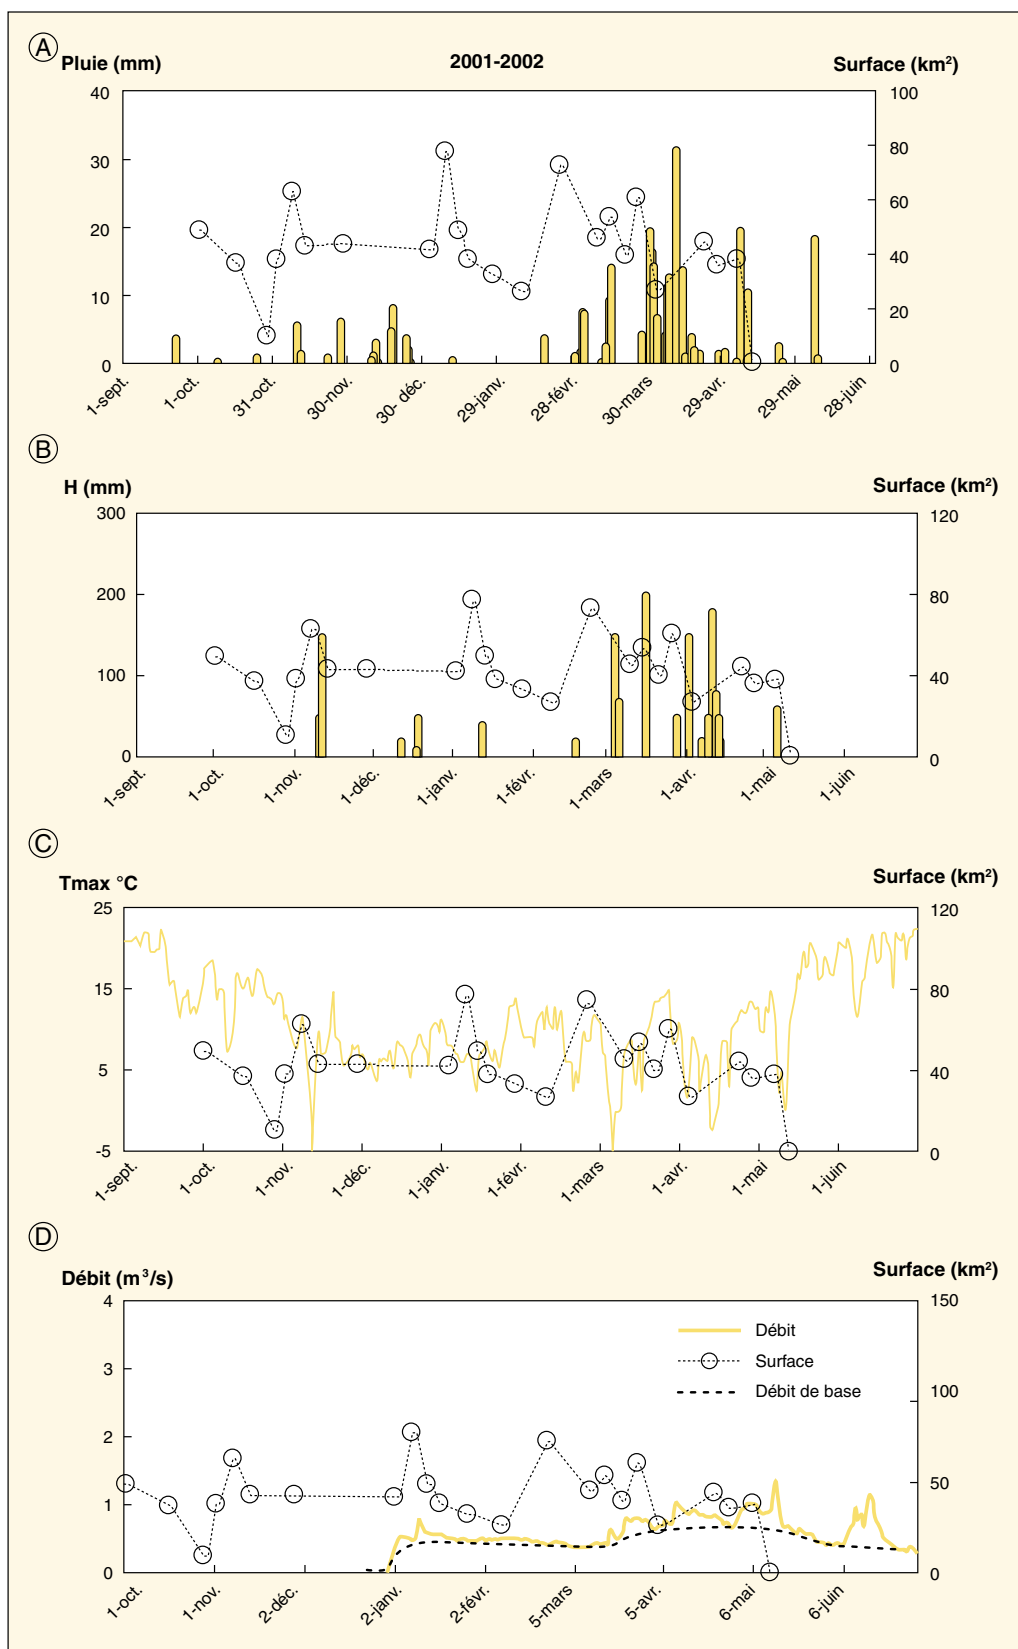 A
Pluie (mm) 2001-2002 Surface (km²)
40 100
30 80
20 60
10 40
0 20
0
1-sept. 1-oct. 31-oct. 30-nov. 30- déc. 29-janv. 28-févr. 30-mars 29-avr. 29-mai 28-juin
B
H (mm) Surface (km²)
300 120
200 80
100 40
0 0
1-sept. 1-oct. 1-nov. 1-déc. 1-janv. 1-févr. 1-mars 1-avr. 1-mai 1-juin
C
Tmax °C Surface (km²)
25 120
15 80
5 40
-5 0
1-sept. 1-oct. 1-nov. 1-déc. 1-janv. 1-févr. 1-mars 1-avr. 1-mai 1-juin
D
Débit (m³/s) Surface (km²)
4 150
Débit
3 Surface
Débit de base
100
2
1 50
0 0
1-oct. 1-nov. 2-déc. 2-janv. 2-févr. 5-mars 5-avr. 6-mai 6-juin